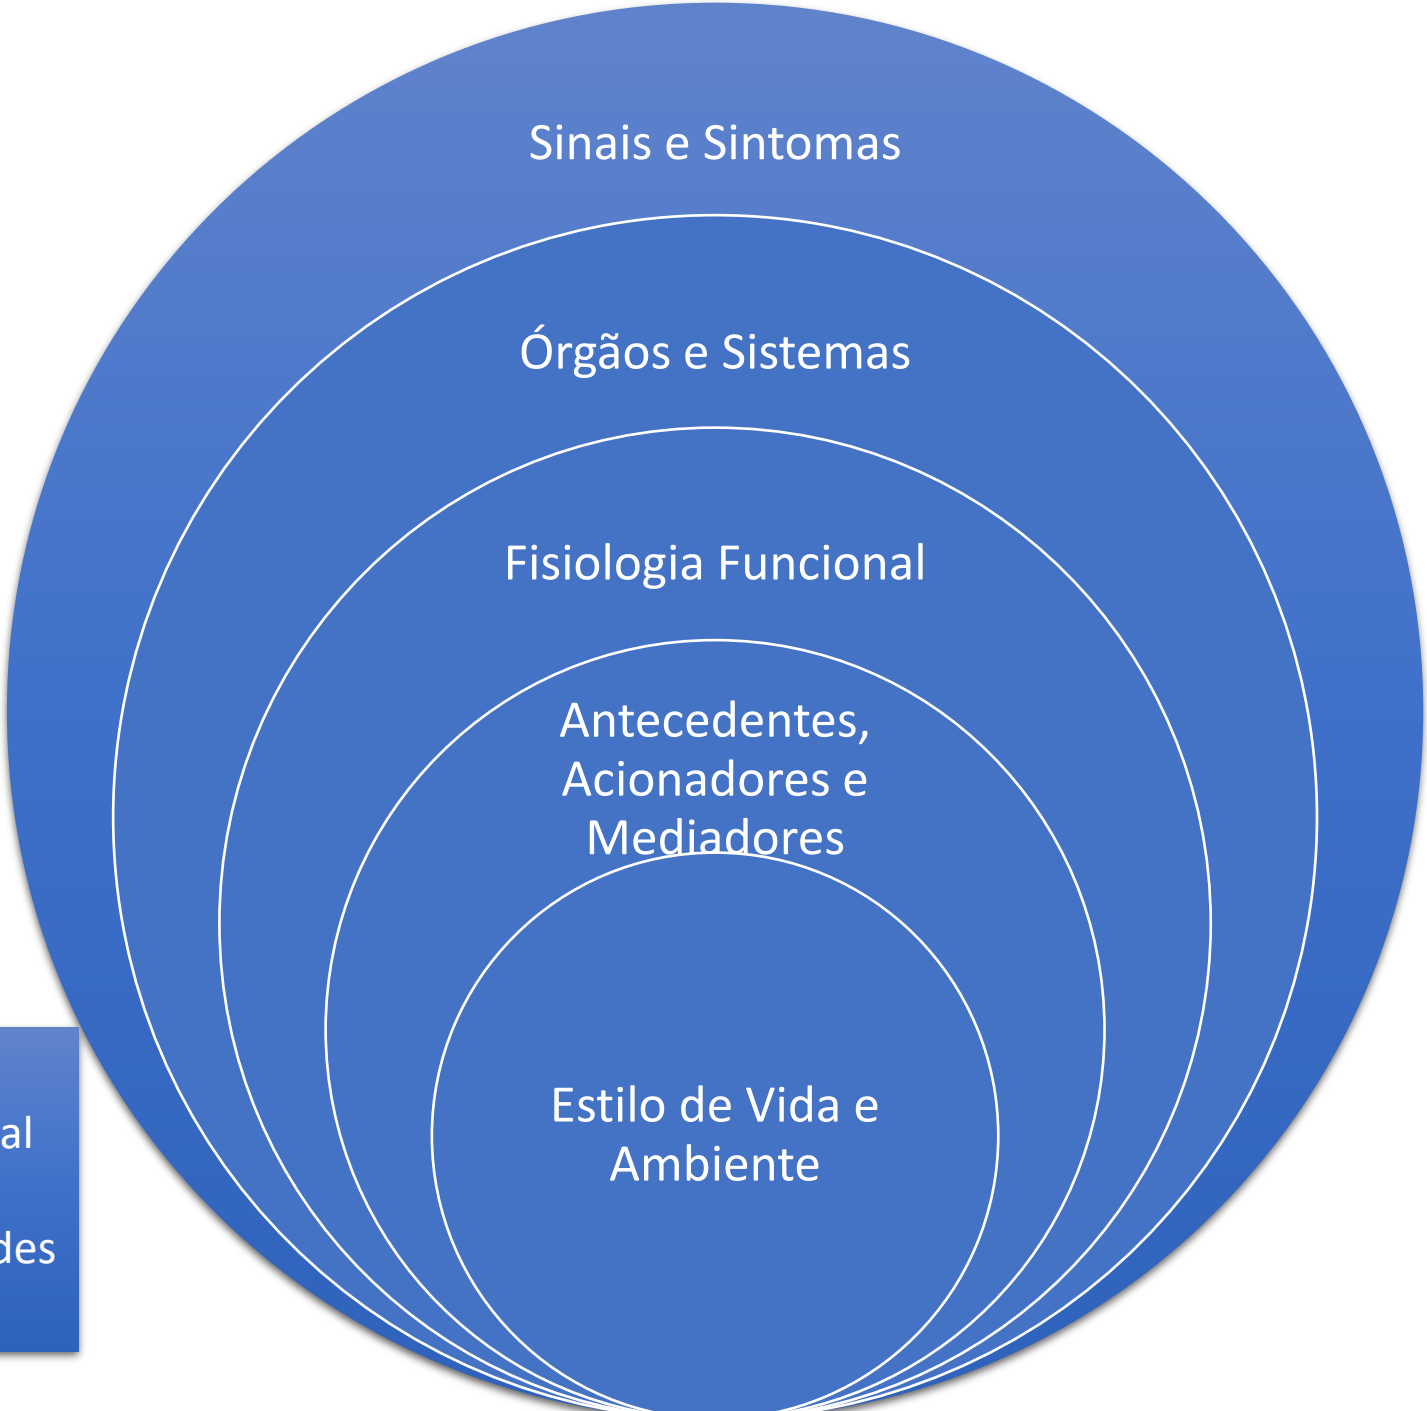 Sinais e Sintomas
Órgãos e Sistemas
Fisiologia Funcional
Antecedentes,
Acionadores e
Mediadores
Estilo de Vida e
Ambiente
al
des